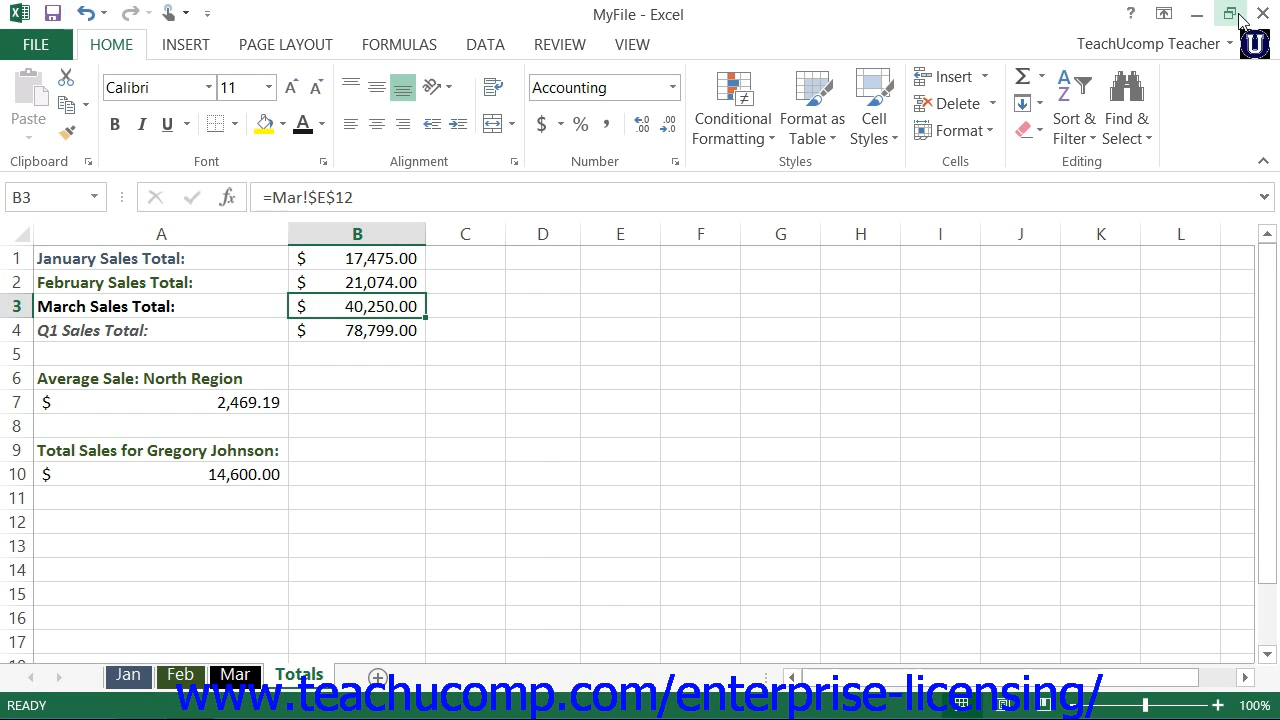 MyFile - Excel
?
FILE HOME INSERT PAGE LAYOUT FORMULAS DATA REVIEW VIEW TeachUcomp Teacher U
Paste
Calibri 11
B I U A
Accounting
$ % ,
Conditional Formatting
Format as Table
Cell Styles
Insert
Delete
Format
Sort & Filter
Find & Select
Clipboard Font Alignment Number Styles Cells Editing
B3 fx =Mar!$E$12
A B C D E F G H I J K L
1 January Sales Total: $ 17,475.00
2 February Sales Total: $ 21,074.00
3 March Sales Total: $ 40,250.00
4 Q1 Sales Total: $ 78,799.00
5
6 Average Sale: North Region
7 $ 2,469.19
8
9 Total Sales for Gregory Johnson:
10 $ 14,600.00
11
12
13
14
15
16
17
Jan Feb Mar Totals
www.teachucomp.com/enterprise-licensing/
READY 100%